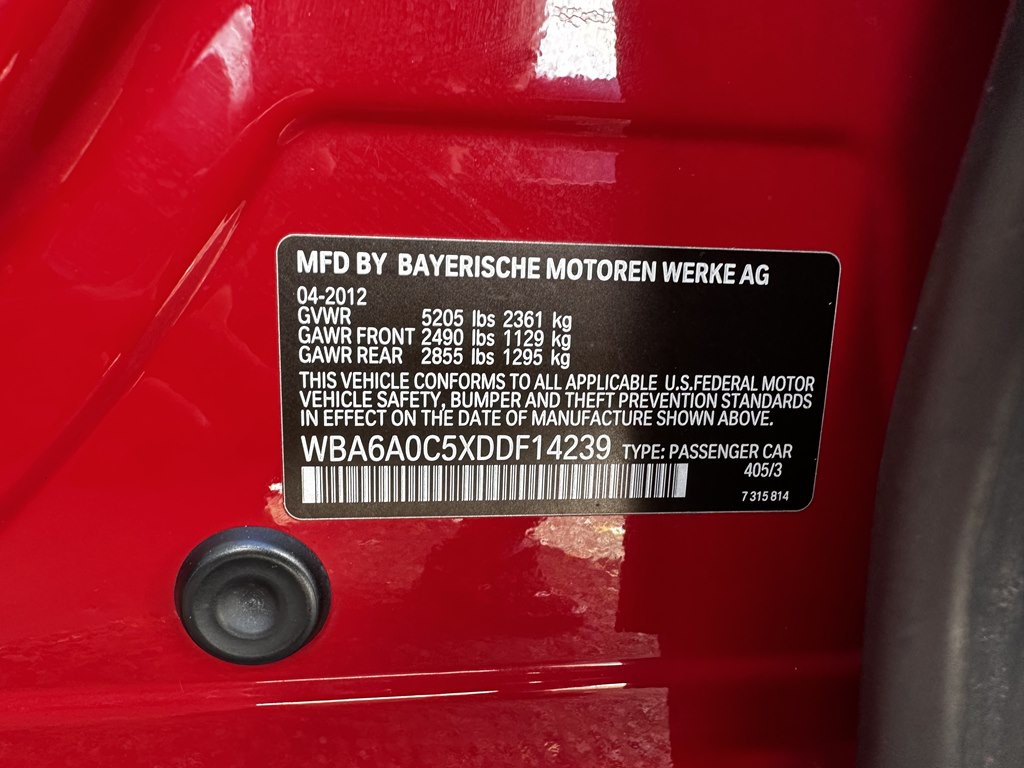 MFD BY BAYERISCHE MOTOREN WERKE AG
04-2012
GVWR 5205 lbs 2361 kg
GAWR FRONT 2490 lbs 1129 kg
GAWR REAR 2855 lbs 1295 kg
THIS VEHICLE CONFORMS TO ALL APPLICABLE U.S.FEDERAL MOTOR
VEHICLE SAFETY, BUMPER AND THEFT PREVENTION STANDARDS
IN EFFECT ON THE DATE OF MANUFACTURE SHOWN ABOVE.
WBA6A0C5XDDF14239 TYPE: PASSENGER CAR
405/3
7 315 814